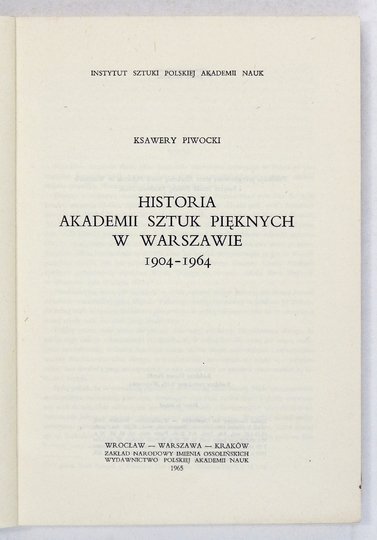 INSTYTUT SZTUKI POLSKIEJ AKADEMII NAUK
KSAWERY PIWOCKI
HISTORIA
AKADEMII SZTUK PIĘKNYCH
W WARSZAWIE
1904-1964
WROCŁAW — WARSZAWA — KRAKÓW
ZAKŁAD NARODOWY IMIENIA OSSOLIŃSKICH
WYDAWNICTWO POLSKIEJ AKADEMII NAUK
1965